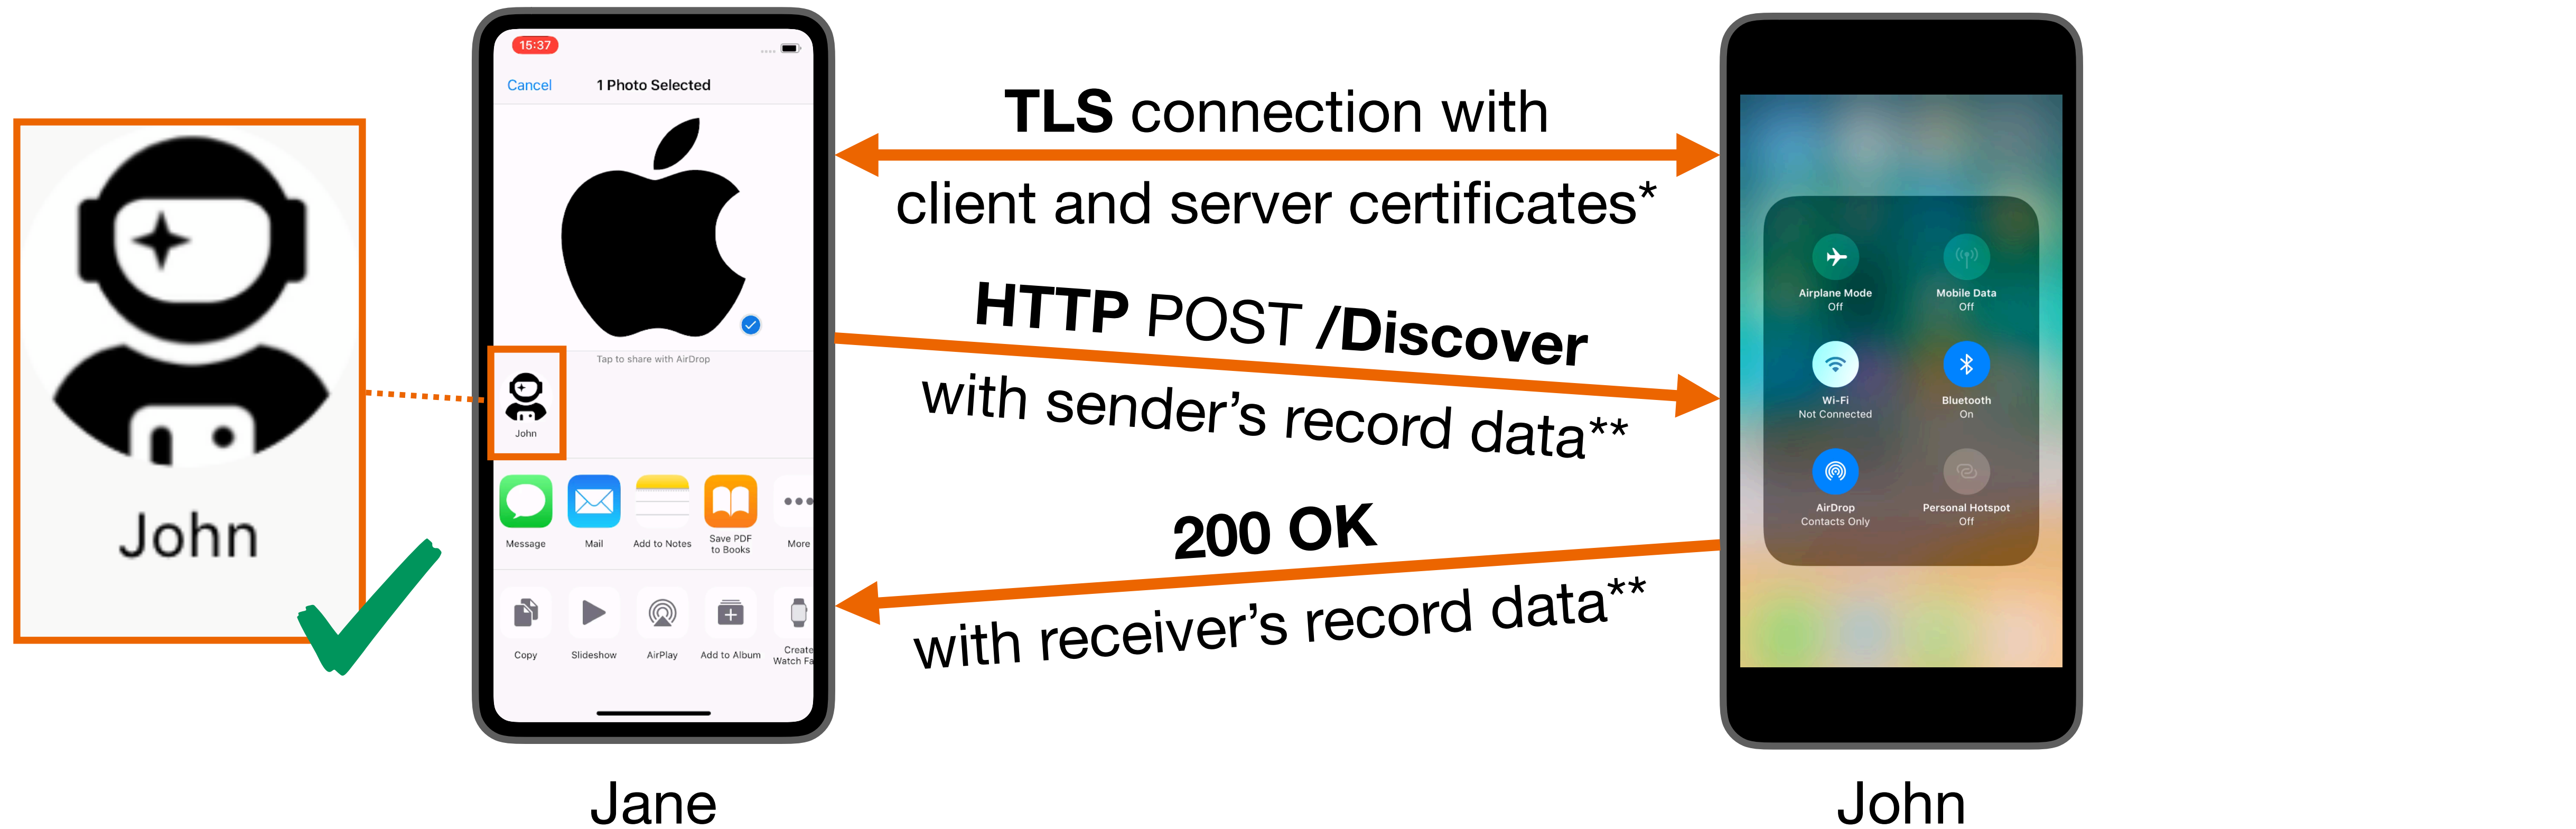 John
15:37
Cancel
1 Photo Selected
Tap to share with AirDrop
John
Message
Mail
Add to Notes
Save PDF
to Books
More
Copy
Slideshow
AirPlay
Add to Album
Create
Watch Fa
Jane
TLS connection with
client and server certificates*
HTTP POST /Discover
with sender’s record data**
200 OK
with receiver’s record data**
Airplane Mode
Off
Mobile Data
Off
Wi-Fi
Not Connected
Bluetooth
On
AirDrop
Contacts Only
Personal Hotspot
Off
John